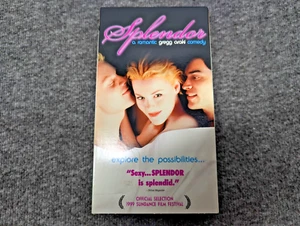 Splendor
a romantic gregg araki comedy
explore the possibilities...
"Sexy...SPLENDOR
is splendid."
OFFICIAL SELECTION
1999 SUNDANCE FILM FESTIVAL